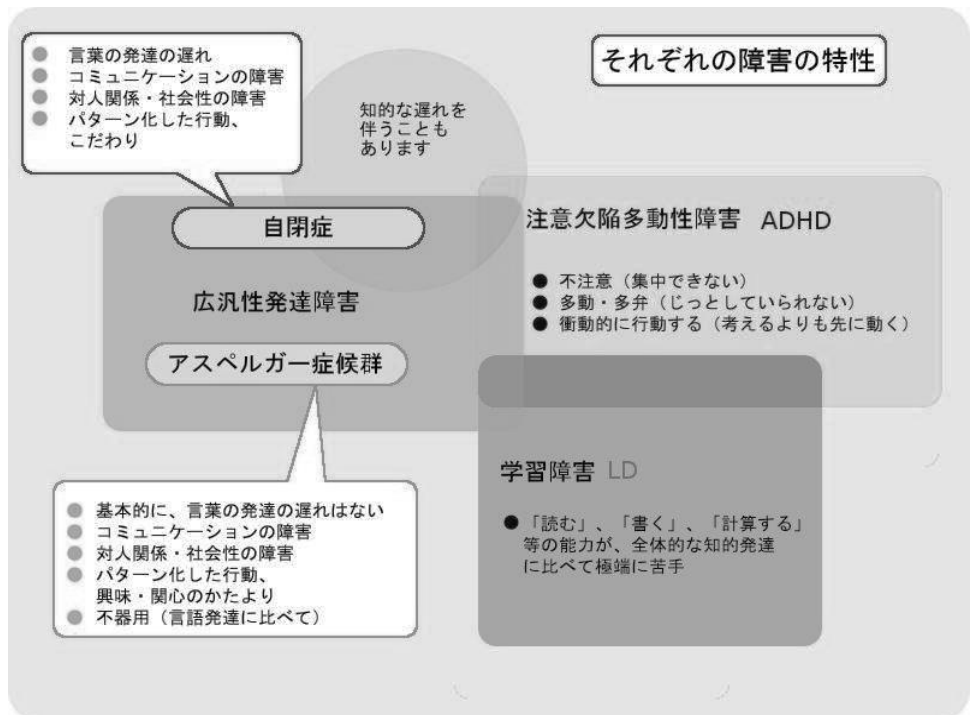 それぞれの障害の特性
● 言葉の発達の遅れ
● コミュニケーションの障害
● 対人関係・社会性の障害
● パターン化した行動、
こだわり
知的な遅れを
伴うことも
あります
自閉症
広汎性発達障害
アスペルガー症候群
● 基本的に、言葉の発達の遅れはない
● コミュニケーションの障害
● 対人関係・社会性の障害
● パターン化した行動、
興味・関心のかたより
● 不器用（言語発達に比べて）
注意欠陥多動性障害 ADHD
● 不注意（集中できない）
● 多動・多弁（じっとしていられない）
● 衝動的に行動する（考えるよりも先に動く）
学習障害 LD
● 「読む」、「書く」、「計算する」
等の能力が、全体的な知的発達
に比べて極端に苦手